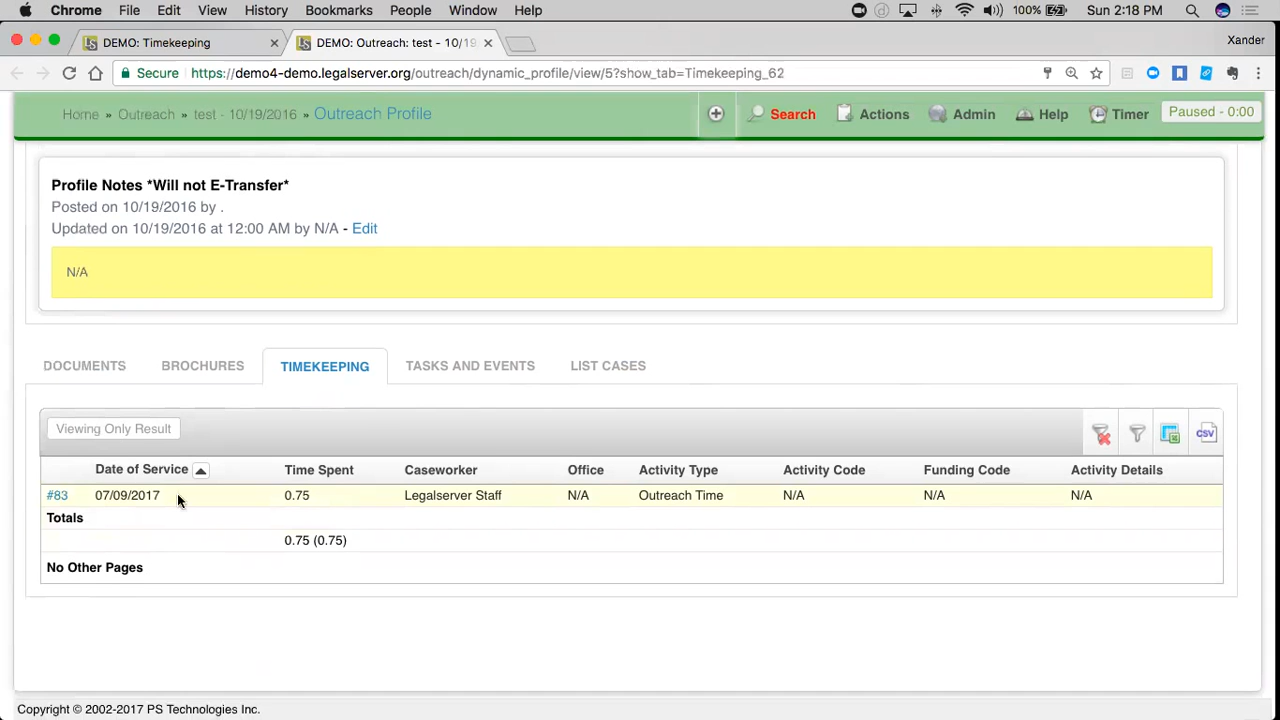 Chrome File Edit View History Bookmarks People Window Help 100% Sun 2:18 PM
DEMO: Timekeeping DEMO: Outreach: test - 10/19 Xander
Secure https://demo4-demo.legalserver.org/outreach/dynamic_profile/view/5?show_tab=Timekeeping_62
Home » Outreach » test - 10/19/2016 » Outreach Profile Search Actions Admin Help Timer Paused - 0:00
Profile Notes *Will not E-Transfer*
Posted on 10/19/2016 by .
Updated on 10/19/2016 at 12:00 AM by N/A - Edit
N/A
DOCUMENTS BROCHURES TIMEKEEPING TASKS AND EVENTS LIST CASES
Viewing Only Result CSV
Date of Service Time Spent Caseworker Office Activity Type Activity Code Funding Code Activity Details
#83 07/09/2017 0.75 Legalserver Staff N/A Outreach Time N/A N/A N/A
Totals
0.75 (0.75)
No Other Pages
Copyright © 2002-2017 PS Technologies Inc.